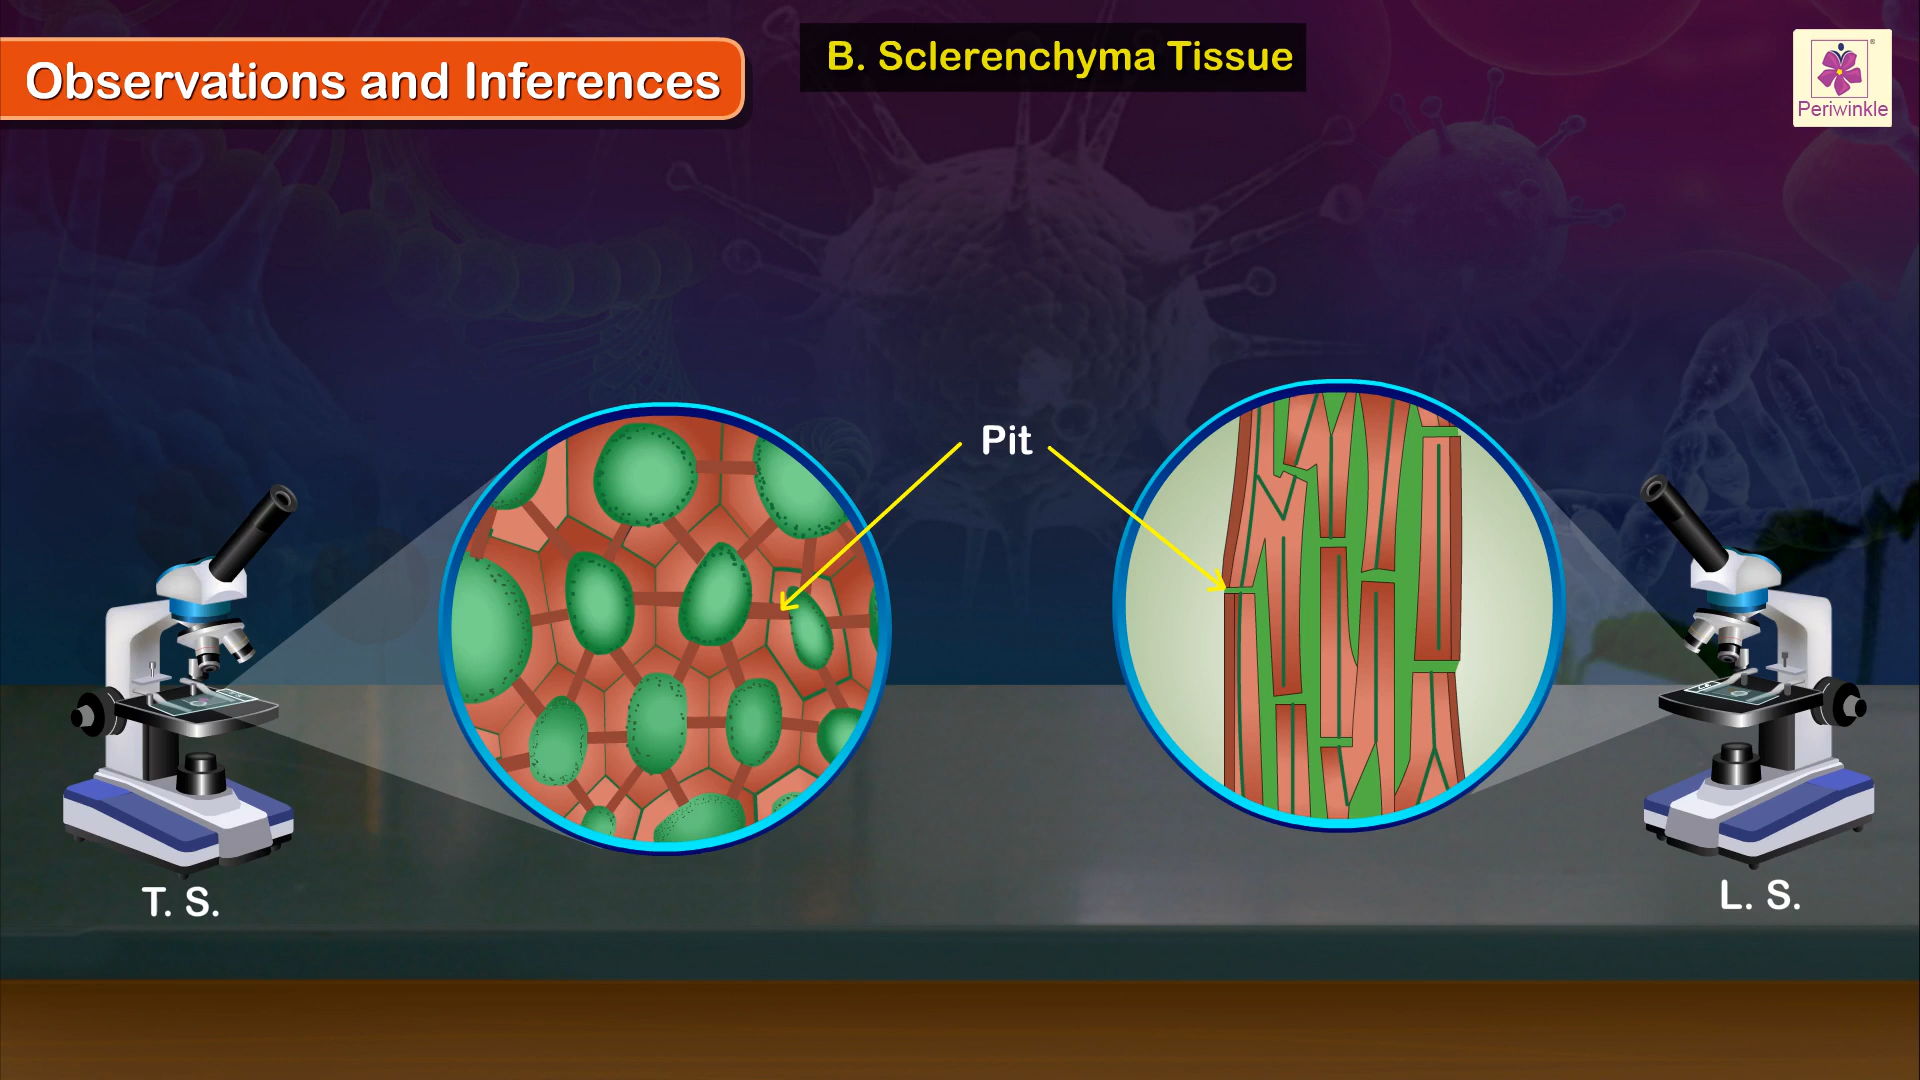 Observations and Inferences
B. Sclerenchyma Tissue
Periwinkle
Pit
T. S.
L. S.